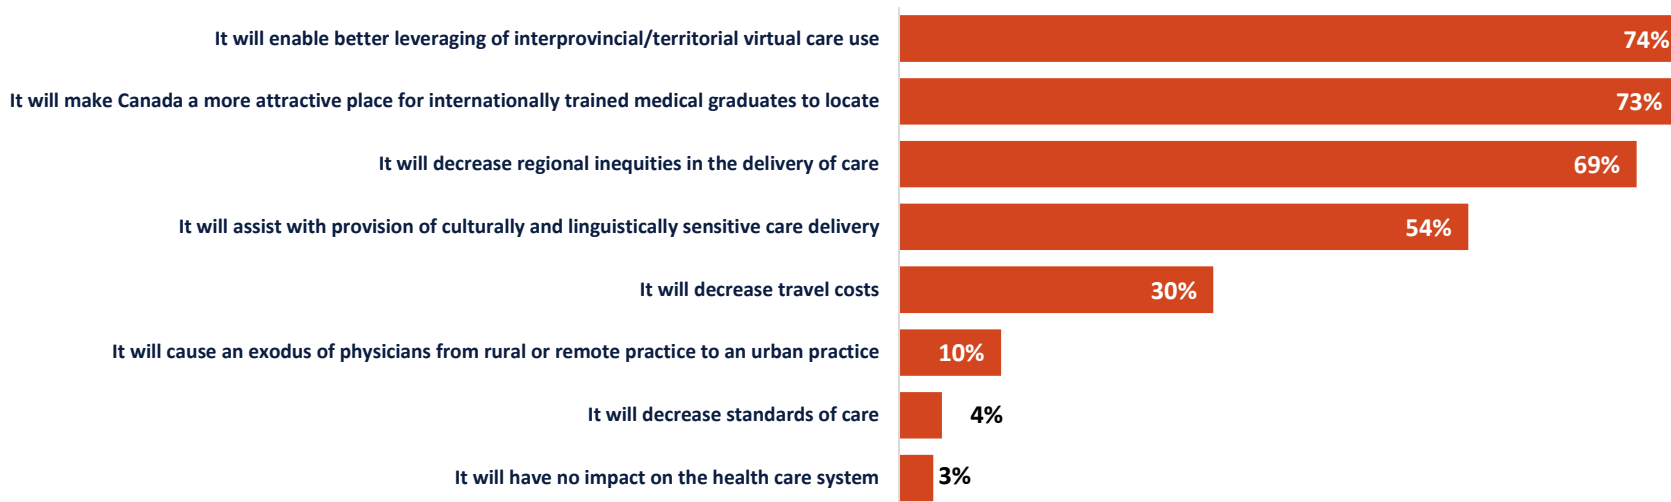 It will enable better leveraging of interprovincial/territorial virtual care use 74%
It will make Canada a more attractive place for internationally trained medical graduates to locate 73%
It will decrease regional inequities in the delivery of care 69%
It will assist with provision of culturally and linguistically sensitive care delivery 54%
It will decrease travel costs 30%
It will cause an exodus of physicians from rural or remote practice to an urban practice 10%
It will decrease standards of care 4%
It will have no impact on the health care system 3%